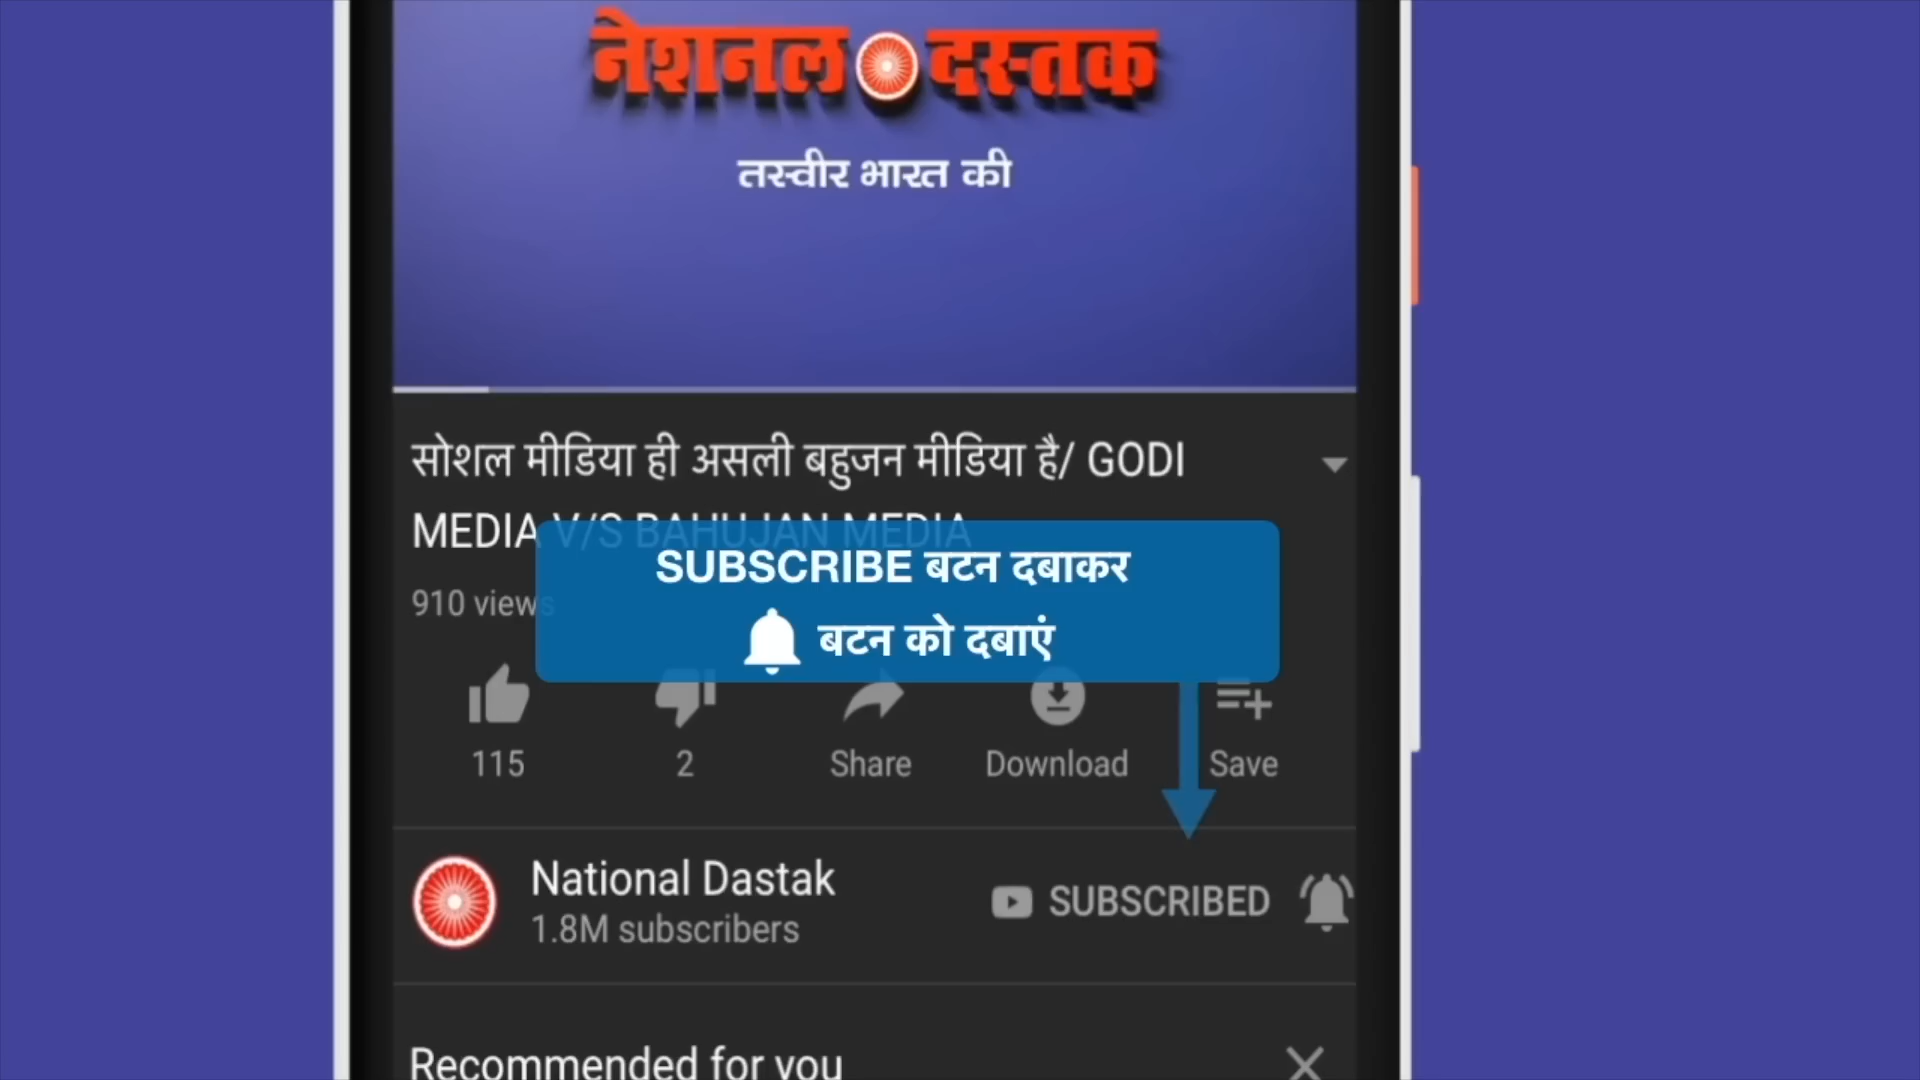 नेशनल दस्तक
तस्वीर भारत की
सोशल मीडिया ही असली बहुजन मीडिया है/ GODI
MEDIA V/S BAHUJAN MEDIA
910 views
SUBSCRIBE बटन दबाकर
बटन को दबाएं
115
2
Share
Download
Save
National Dastak
1.8M subscribers
SUBSCRIBED
Recommended for you